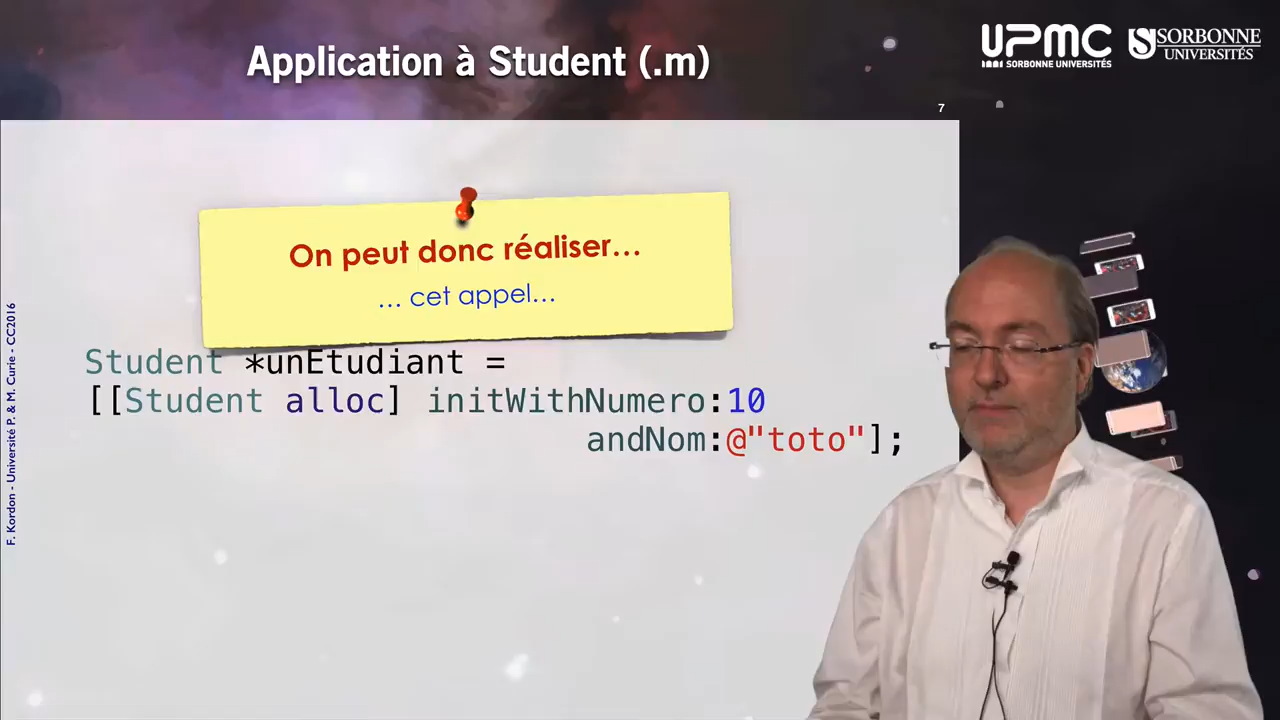 Application à Student (.m)
UPMC
SORBONNE UNIVERSITÉS
SORBONNE
UNIVERSITÉS
7
On peut donc réaliser…
… cet appel…
Student *unEtudiant =
[[Student alloc] initWithNumero:10
andNom:@"toto"];
F. Kordon - Université P. & M. Curie - CC2016